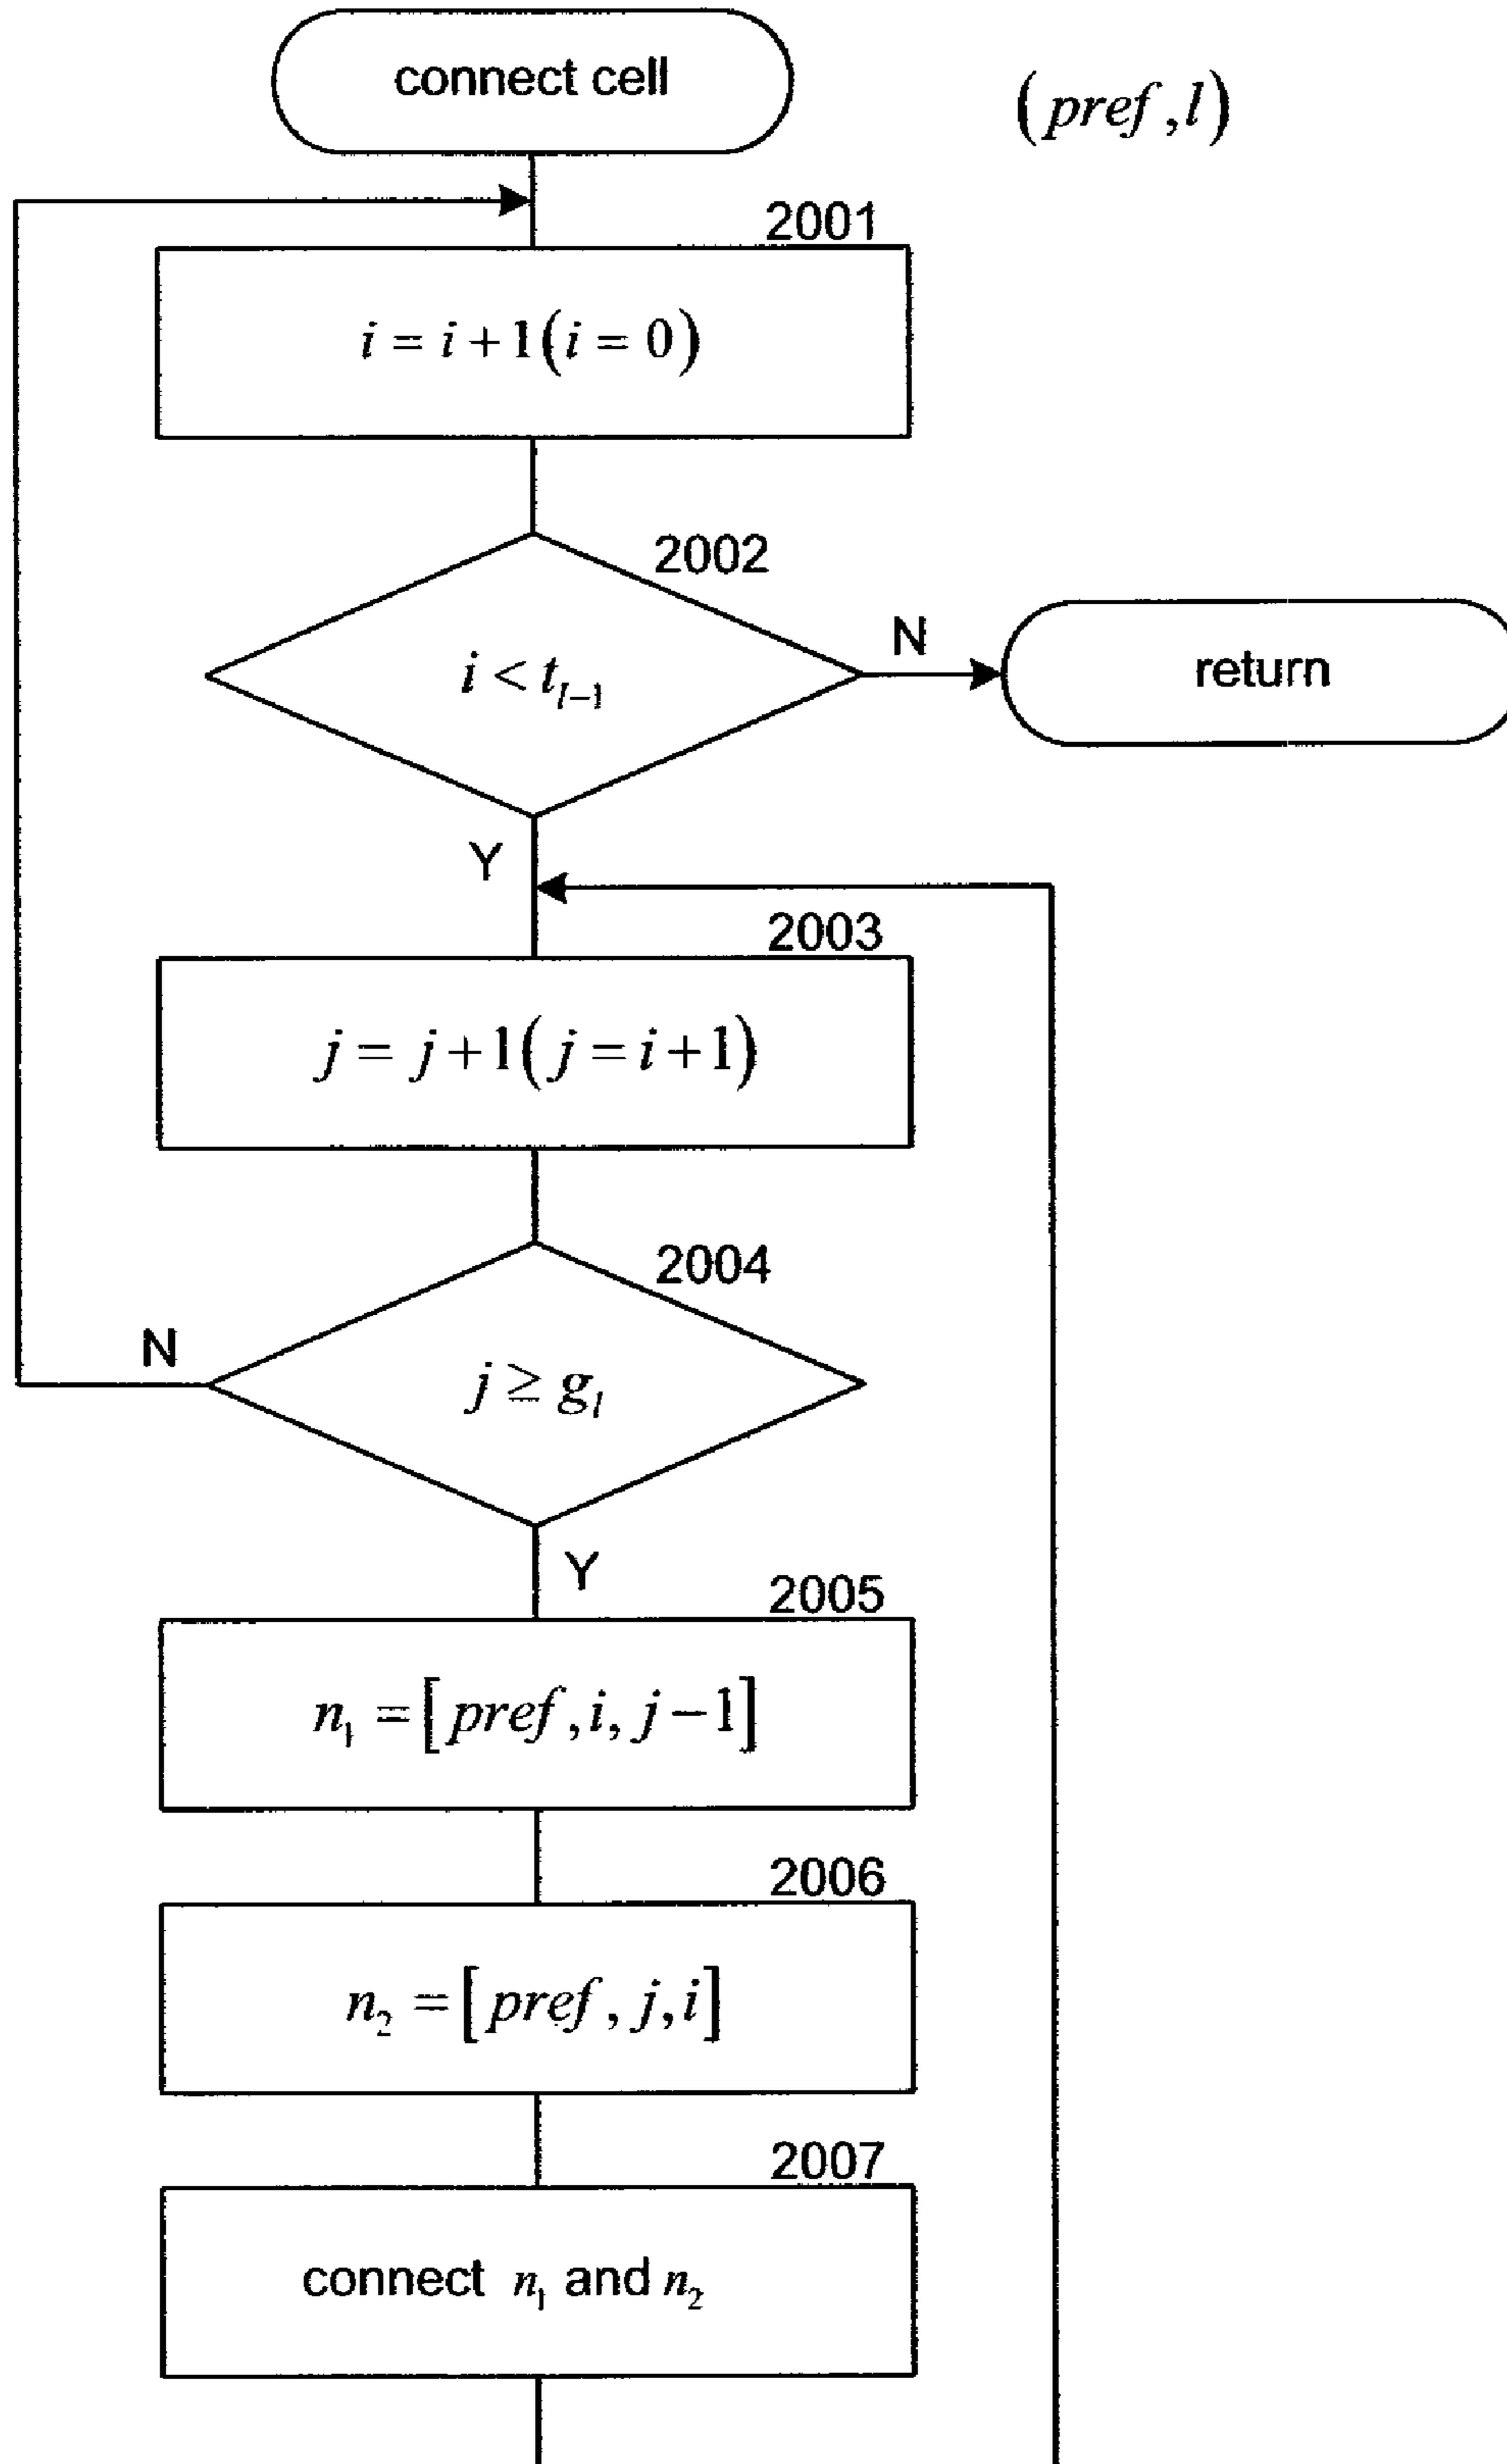 connect cell
(pref, l)
2001
i = i + 1(i = 0)
2002
i < t_{l-1}
N
return
Y
2003
j = j + 1(j = i + 1)
2004
N
j ≥ g_l
Y
2005
n_1 = [pref, i, j − 1]
2006
n_2 = [pref, j, i]
2007
connect n_1 and n_2